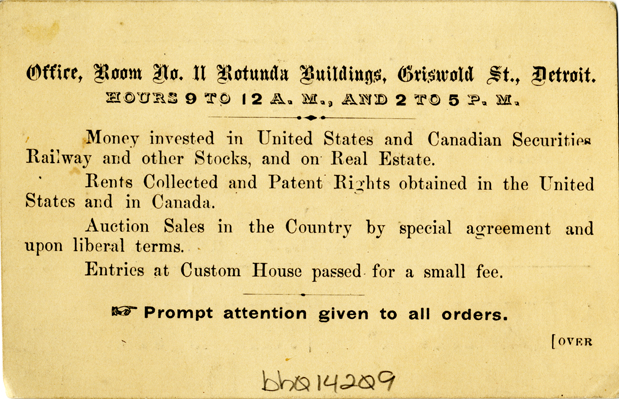 Office, Room No. 11 Rotunda Buildings, Griswold St., Detroit.
HOURS 9 TO 12 A. M., AND 2 TO 5 P. M.
Money invested in United States and Canadian Securities
Railway and other Stocks, and on Real Estate.
Rents Collected and Patent Rights obtained in the United
States and in Canada.
Auction Sales in the Country by special agreement and
upon liberal terms.
Entries at Custom House passed for a small fee.
☞ Prompt attention given to all orders.
[OVER
bh014209